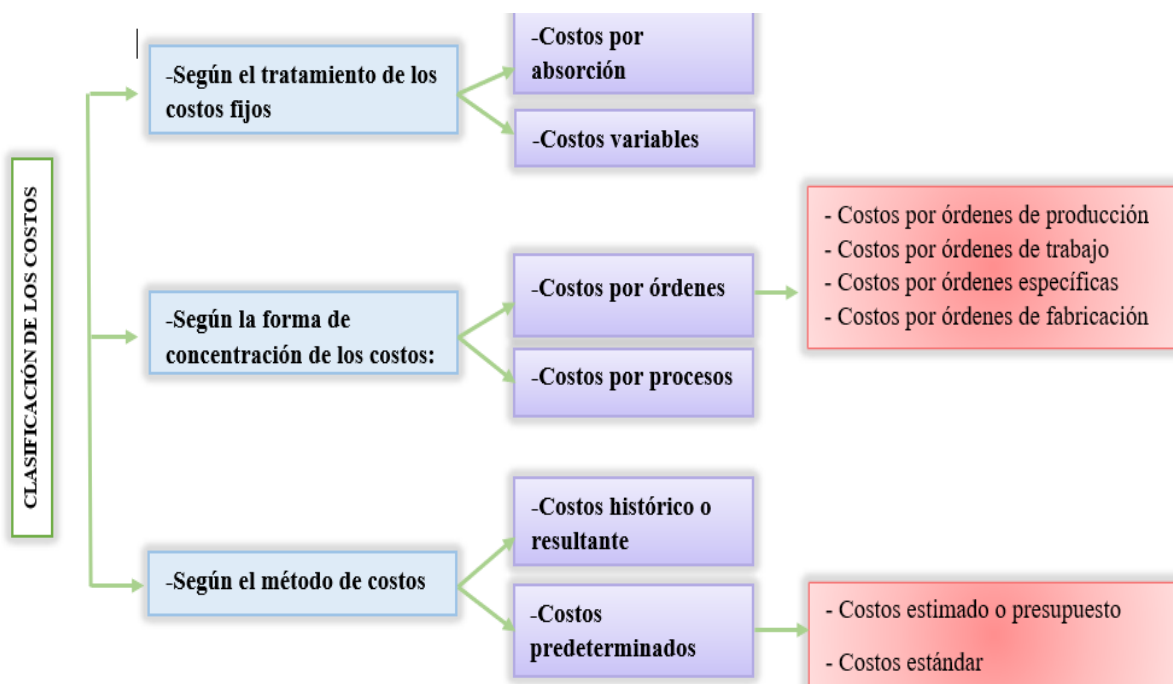 CLASIFICACIÓN DE LOS COSTOS
-Según el tratamiento de los
costos fijos
-Costos por
absorción
-Costos variables
-Según la forma de
concentración de los costos:
-Costos por órdenes
- Costos por órdenes de producción
- Costos por órdenes de trabajo
- Costos por órdenes específicas
- Costos por órdenes de fabricación
-Costos por procesos
-Según el método de costos
-Costos histórico o
resultante
-Costos
predeterminados
- Costos estimado o presupuesto
- Costos estándar